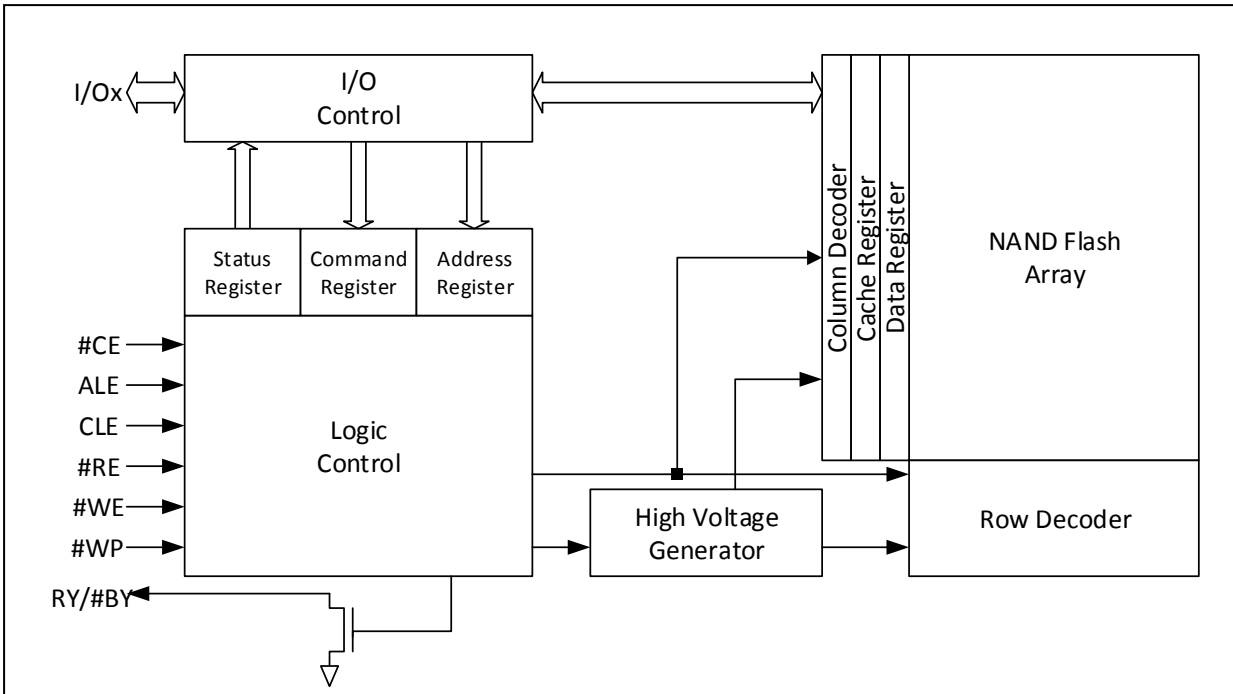 I/Ox
I/O
Control
Status
Register
Command
Register
Address
Register
#CE
ALE
CLE
#RE
#WE
#WP
RY/#BY
Logic
Control
High Voltage
Generator
Column Decoder
Cache Register
Data Register
NAND Flash
Array
Row Decoder